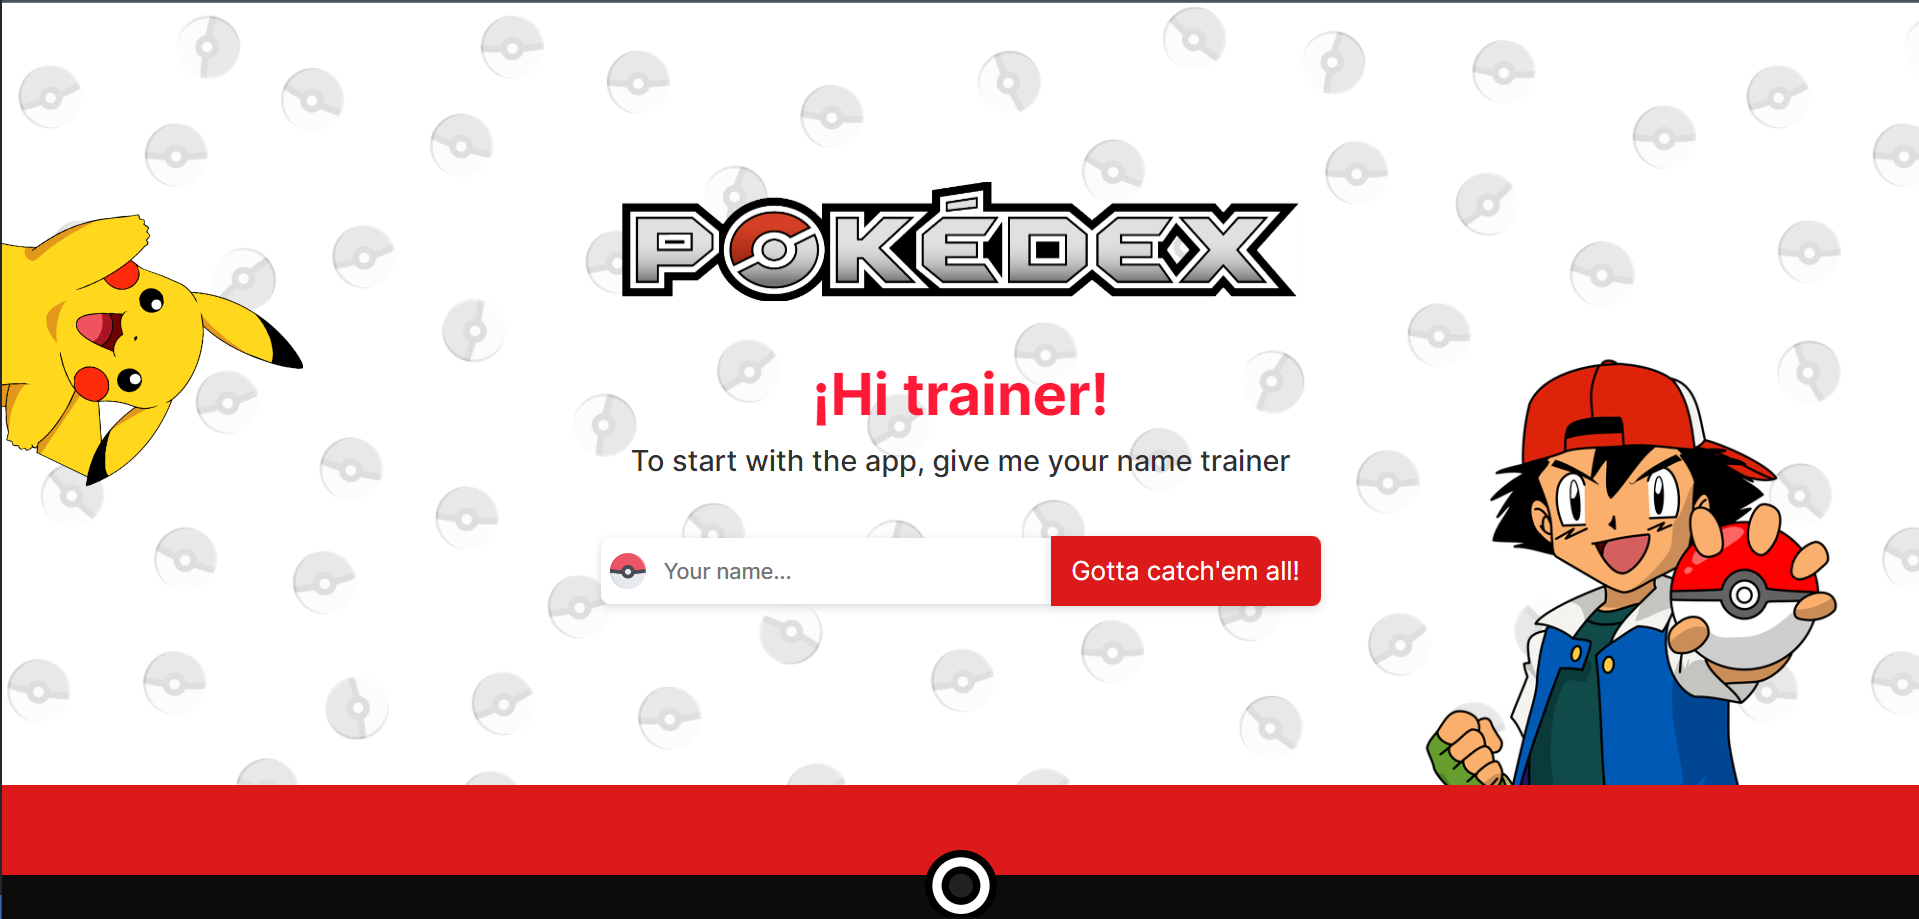 POKÉDEX
¡Hi trainer!
To start with the app, give me your name trainer
Your name...
Gotta catch'em all!